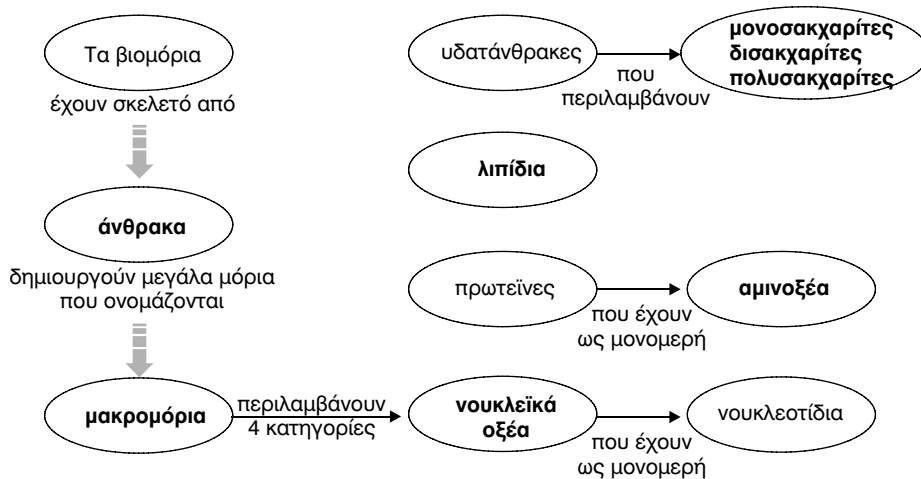 Τα βιομόρια
έχουν σκελετό από
άνθρακα
δημιουργούν μεγάλα μόρια
που ονομάζονται
μακρομόρια
περιλαμβάνουν
4 κατηγορίες
υδατάνθρακες
που
περιλαμβάνουν
μονοσακχαρίτες
δισακχαρίτες
πολυσακχαρίτες
λιπίδια
πρωτεΐνες
που έχουν
ως μονομερή
αμινοξέα
νουκλεϊκά
οξέα
που έχουν
ως μονομερή
νουκλεοτίδια